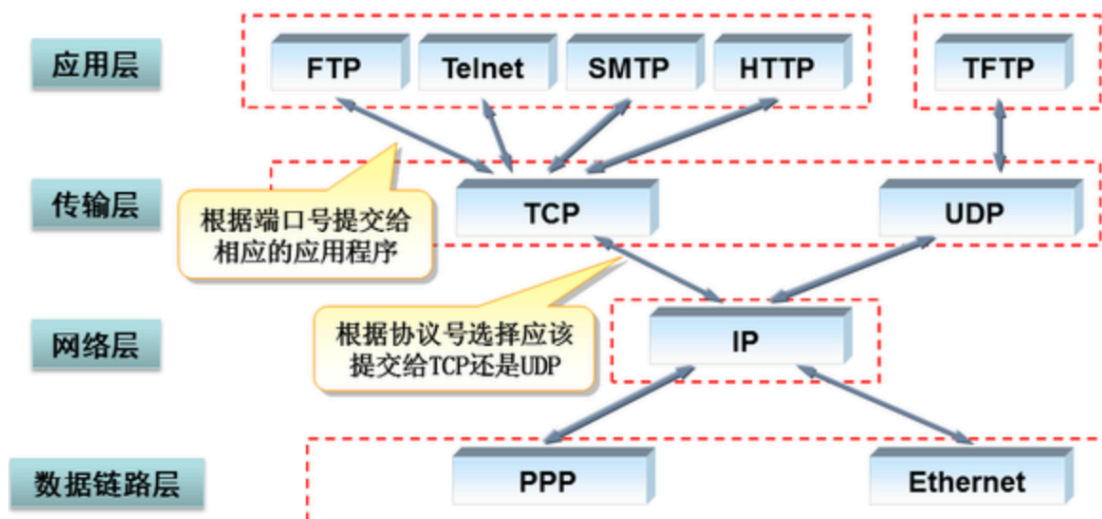 应用层
FTP
Telnet
SMTP
HTTP
TFTP
传输层
TCP
UDP
根据端口号提交给
相应的应用程序
网络层
IP
根据协议号选择应该
提交给TCP还是UDP
数据链路层
PPP
Ethernet